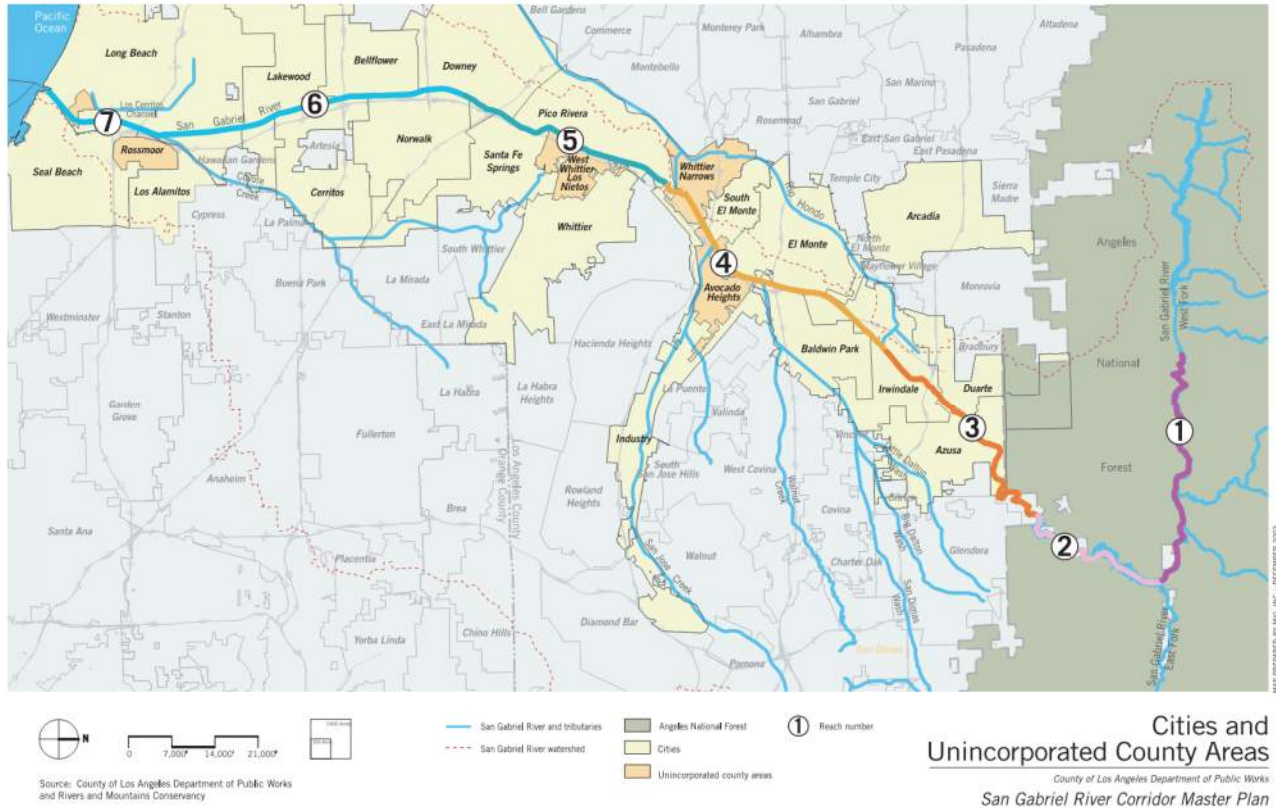 Pacific
Ocean
Long Beach
Lakewood
Bellflower
Downey
Bell Gardens
Commerce
Montebello
Monterey Park
Alhambra
San Marino
Pasadena
Altadena
Los Cerritos
Channel
San Gabriel River
7
6
5
Pico Rivera
San Gabriel
Rosemead
East San Gabriel
East Pasadena
Rossmoor
Hawaiian Gardens
Artesia
Norwalk
Santa Fe
Springs
West
Whittier
Los
Nietos
Whittier
Narrows
South
El Monte
Rio Hondo
Temple City
Sierra
Madre
Arcadia
Seal Beach
Los Alamitos
Coyote
Creek
Cerritos
Cypress
La Palma
Whittier
South Whittier
El Monte
North
El Monte
Mayflower Village
Angeles
San Gabriel River
West Fork
4
Avocado
Heights
Buena Park
La Mirada
Monrovia
Westminster
Stanton
East La Mirada
Hacienda Heights
Baldwin Park
Bradbury
National
La Habra
La Habra
Heights
La Puente
Irwindale
Duarte
Garden
Grove
Fullerton
Valinda
3
1
Industry
Azusa
Vincent
Little Dalton
Wash
Forest
Los Angeles County
Orange County
South
San Jose Hills
West Covina
Anaheim
Rowland
Heights
Walnut
Creek
Covina
Santa Ana
Brea
Big Dalton
Wash
Glendora
2
Placentia
San Jose
Creek
Walnut
Charter Oak
San Dimas
Wash
San Gabriel River
East Fork
Diamond Bar
San Dimas
Yorba Linda
Chino Hills
Pomona
N
0 7,000' 14,000' 21,000'
San Gabriel River and tributaries
San Gabriel River watershed
Angeles National Forest
Cities
Unincorporated county areas
1 Reach number
Source: County of Los Angeles Department of Public Works
and Rivers and Mountains Conservancy
Cities and
Unincorporated County Areas
County of Los Angeles Department of Public Works
San Gabriel River Corridor Master Plan